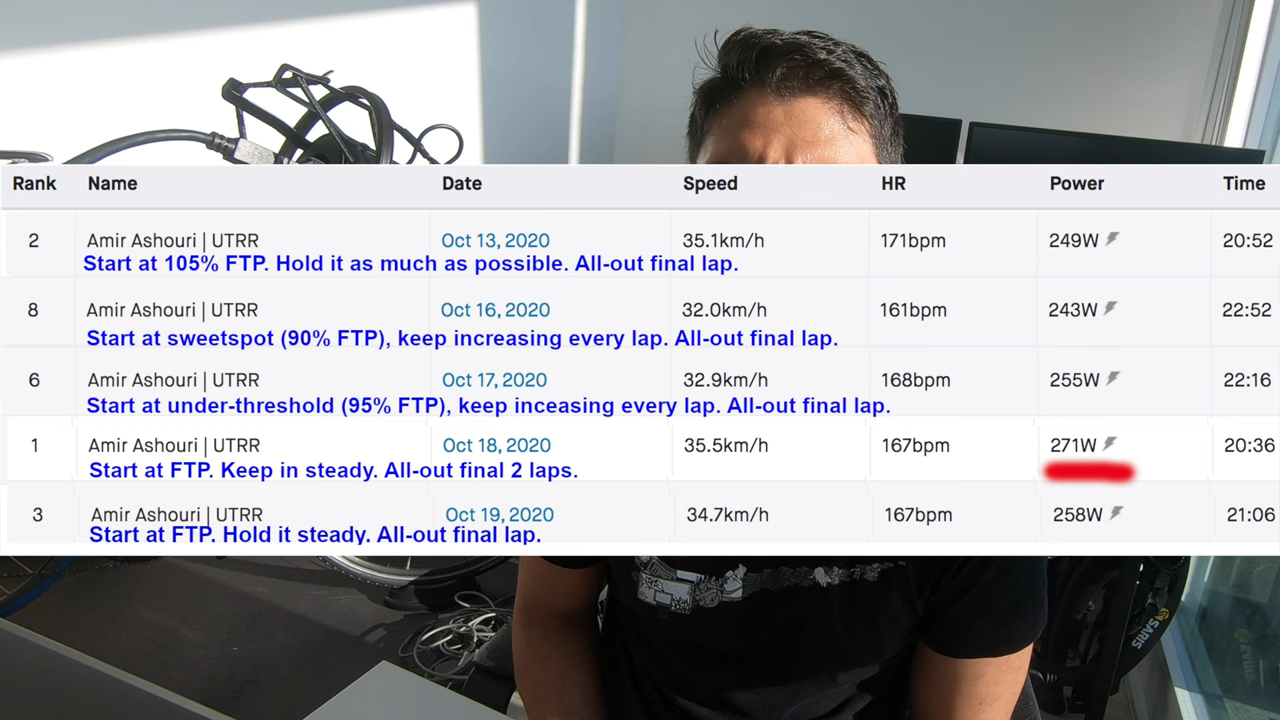 Rank Name Date Speed HR Power Time
2 Amir Ashouri | UTRR Oct 13, 2020 35.1km/h 171bpm 249W 20:52
Start at 105% FTP. Hold it as much as possible. All-out final lap.
8 Amir Ashouri | UTRR Oct 16, 2020 32.0km/h 161bpm 243W 22:52
Start at sweetspot (90% FTP), keep increasing every lap. All-out final lap.
6 Amir Ashouri | UTRR Oct 17, 2020 32.9km/h 168bpm 255W 22:16
Start at under-threshold (95% FTP), keep inceasing every lap. All-out final lap.
1 Amir Ashouri | UTRR Oct 18, 2020 35.5km/h 167bpm 271W 20:36
Start at FTP. Keep in steady. All-out final 2 laps.
3 Amir Ashouri | UTRR Oct 19, 2020 34.7km/h 167bpm 258W 21:06
Start at FTP. Hold it steady. All-out final lap.
SARIS